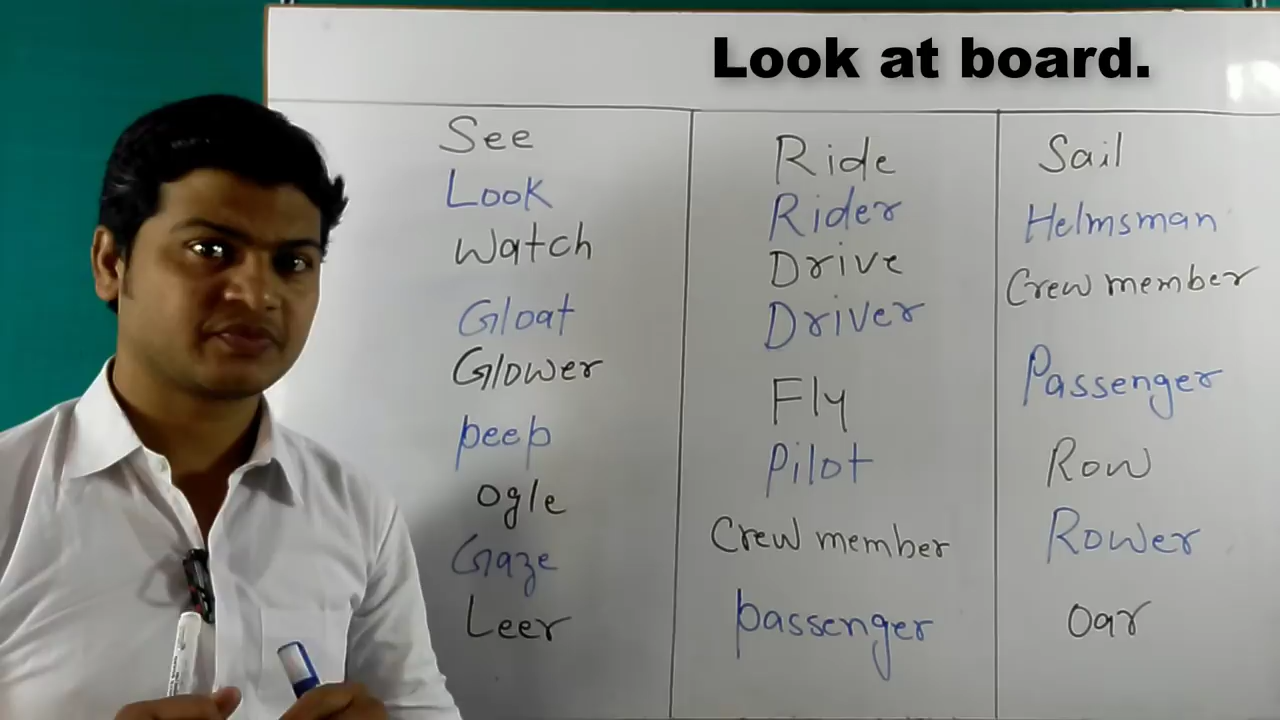 Look at board.
See
Look
Watch
Gloat
Glower
peep
ogle
Gaze
Leer
Ride
Rider
Drive
Driver
Fly
Pilot
Crew member
passenger
Sail
Helmsman
Crew member
Passenger
Row
Rower
oar